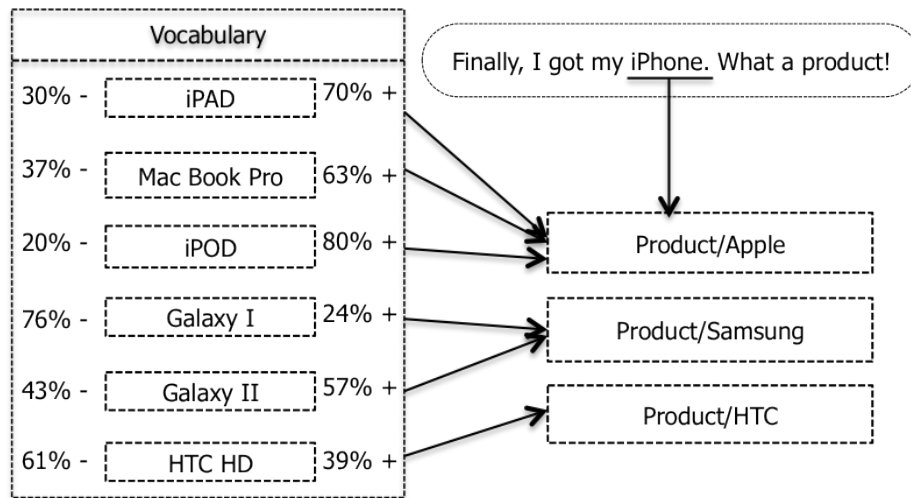 Vocabulary
Finally, I got my iPhone. What a product!
30% - iPAD 70% +
37% - Mac Book Pro 63% +
20% - iPOD 80% +
76% - Galaxy I 24% +
43% - Galaxy II 57% +
61% - HTC HD 39% +
Product/Apple
Product/Samsung
Product/HTC